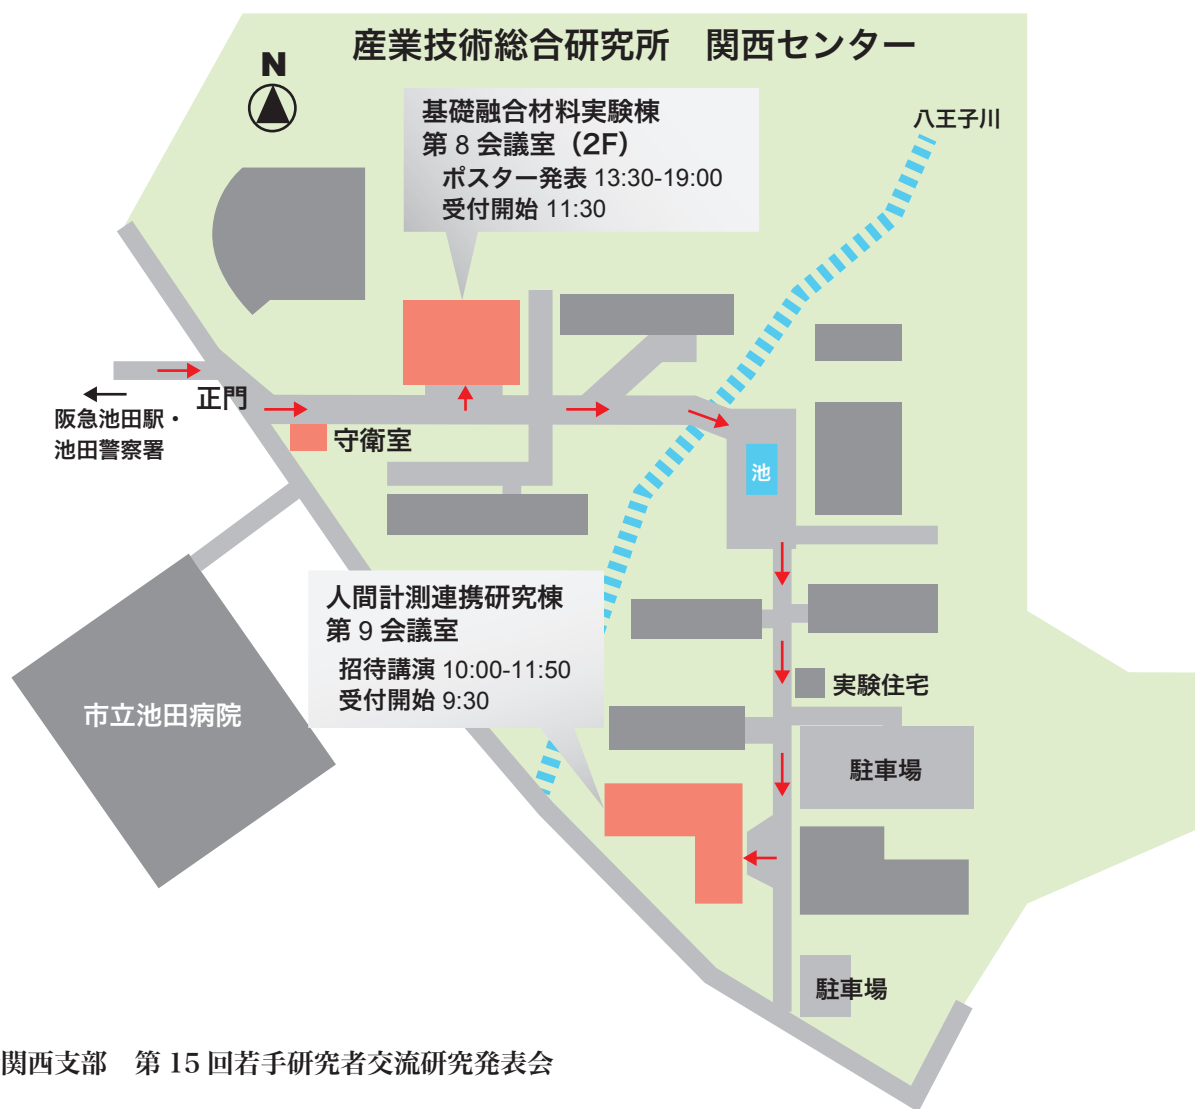 産業技術総合研究所　関西センター
N
基礎融合材料実験棟
第 8 会議室（2F）
ポスター発表 13:30-19:00
受付開始 11:30
八王子川
正門
阪急池田駅・
池田警察署
守衛室
池
人間計測連携研究棟
第 9 会議室
招待講演 10:00-11:50
受付開始 9:30
実験住宅
市立池田病院
駐車場
駐車場
関西支部　第 15 回若手研究者交流研究発表会